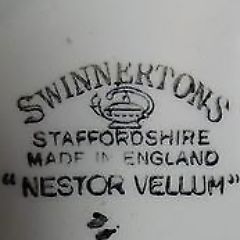 SWINNERTONS
STAFFORDSHIRE
MADE IN ENGLAND
"NESTOR VELLUM"